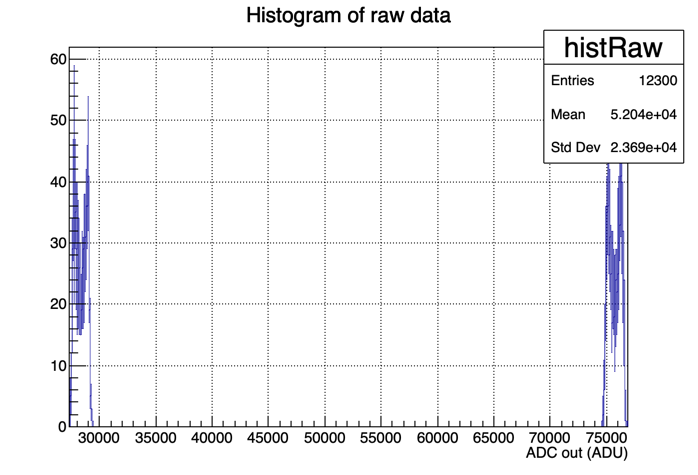 Histogram of raw data
histRaw
Entries 12300
Mean 5.204e+04
Std Dev 2.369e+04
60
50
40
30
20
10
0
30000 35000 40000 45000 50000 55000 60000 65000 70000 75000
ADC out (ADU)